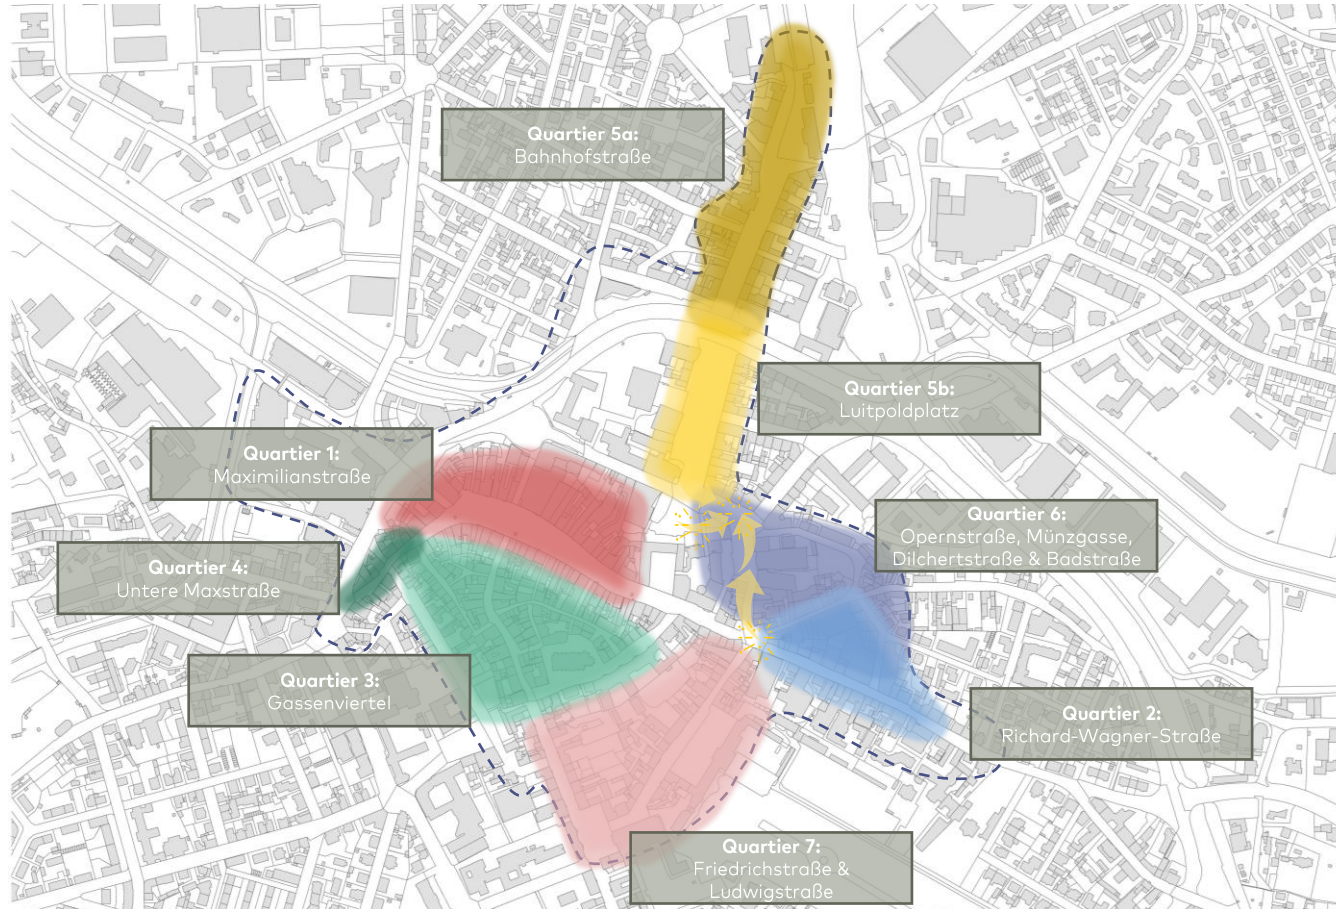 Quartier 5a:
Bahnhofstraße
Quartier 5b:
Luitpoldplatz
Quartier 1:
Maximilianstraße
Quartier 6:
Opernstraße, Münzgasse,
Dilchertstraße & Badstraße
Quartier 4:
Untere Maxstraße
Quartier 3:
Gassenviertel
Quartier 2:
Richard-Wagner-Straße
Quartier 7:
Friedrichstraße &
Ludwigstraße